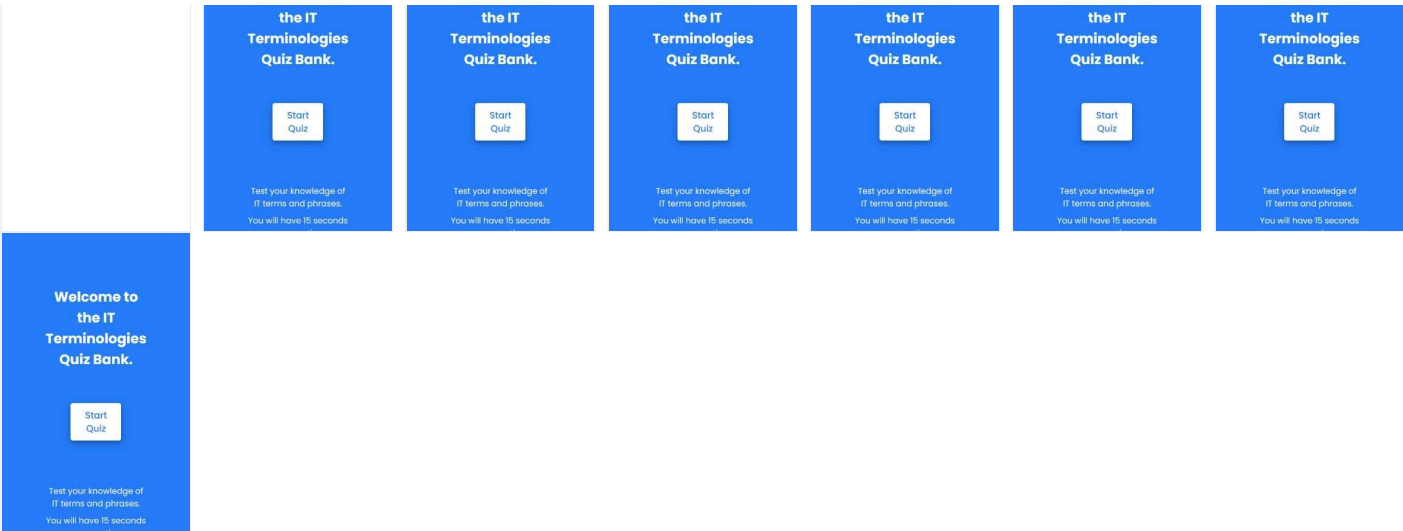 the IT
Terminologies
Quiz Bank.
Start
Quiz
Test your knowledge of
IT terms and phrases.
You will have 15 seconds
the IT
Terminologies
Quiz Bank.
Start
Quiz
Test your knowledge of
IT terms and phrases.
You will have 15 seconds
the IT
Terminologies
Quiz Bank.
Start
Quiz
Test your knowledge of
IT terms and phrases.
You will have 15 seconds
the IT
Terminologies
Quiz Bank.
Start
Quiz
Test your knowledge of
IT terms and phrases.
You will have 15 seconds
the IT
Terminologies
Quiz Bank.
Start
Quiz
Test your knowledge of
IT terms and phrases.
You will have 15 seconds
the IT
Terminologies
Quiz Bank.
Start
Quiz
Test your knowledge of
IT terms and phrases.
You will have 15 seconds
Welcome to
the IT
Terminologies
Quiz Bank.
Start
Quiz
Test your knowledge of
IT terms and phrases.
You will have 15 seconds